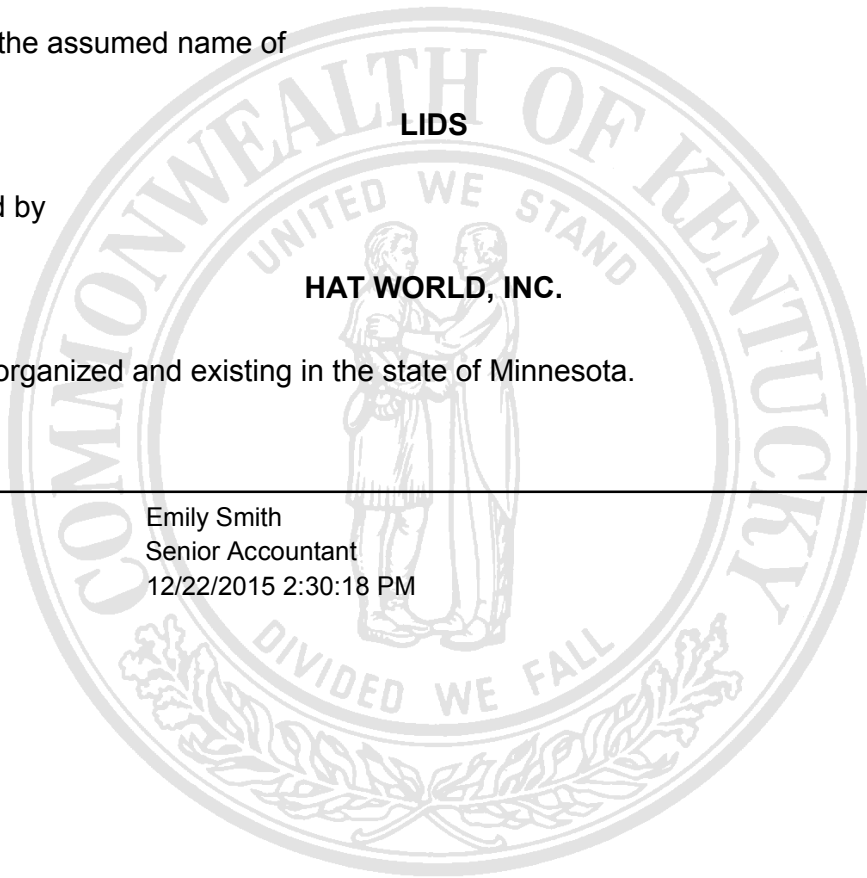 the assumed name of
LIDS
d by
HAT WORLD, INC.
organized and existing in the state of Minnesota.
Emily Smith
Senior Accountant
12/22/2015 2:30:18 PM
COMMONWEALTH OF KENTUCKY
UNITED WE STAND
DIVIDED WE FALL